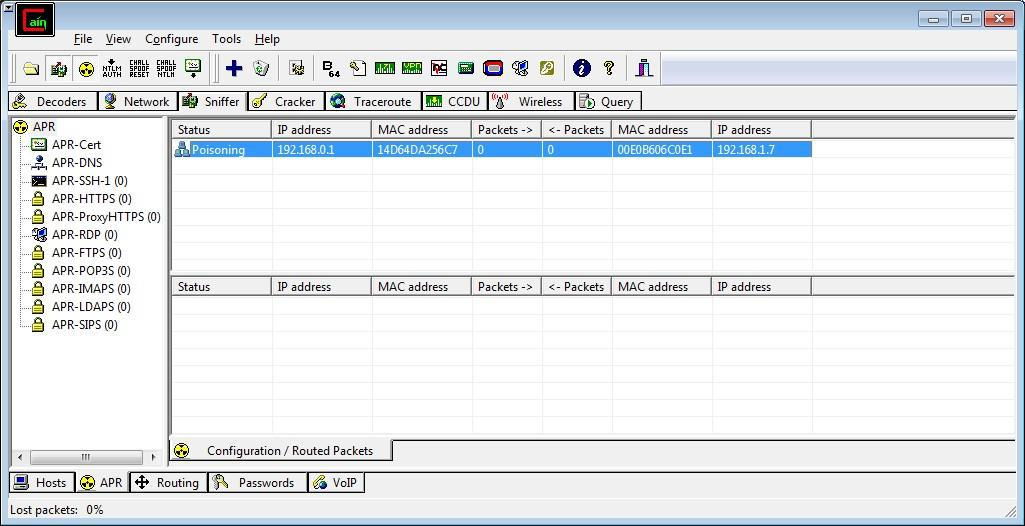 Cain
File View Configure Tools Help
NTLM AUTH CHALL SPOOF RESET CHALL SPOOF NTLM B 64
Decoders Network Sniffer Cracker Traceroute CCDU Wireless Query
APR
APR-Cert
APR-DNS
APR-SSH-1 (0)
APR-HTTPS (0)
APR-ProxyHTTPS (0)
APR-RDP (0)
APR-FTPS (0)
APR-POP3S (0)
APR-IMAPS (0)
APR-LDAPS (0)
APR-SIPS (0)
Status IP address MAC address Packets -> <- Packets MAC address IP address
Poisoning 192.168.0.1 14D64DA256C7 0 0 00E0B606C0E1 192.168.1.7
Status IP address MAC address Packets -> <- Packets MAC address IP address
Configuration / Routed Packets
Hosts APR Routing Passwords VoIP
Lost packets: 0%